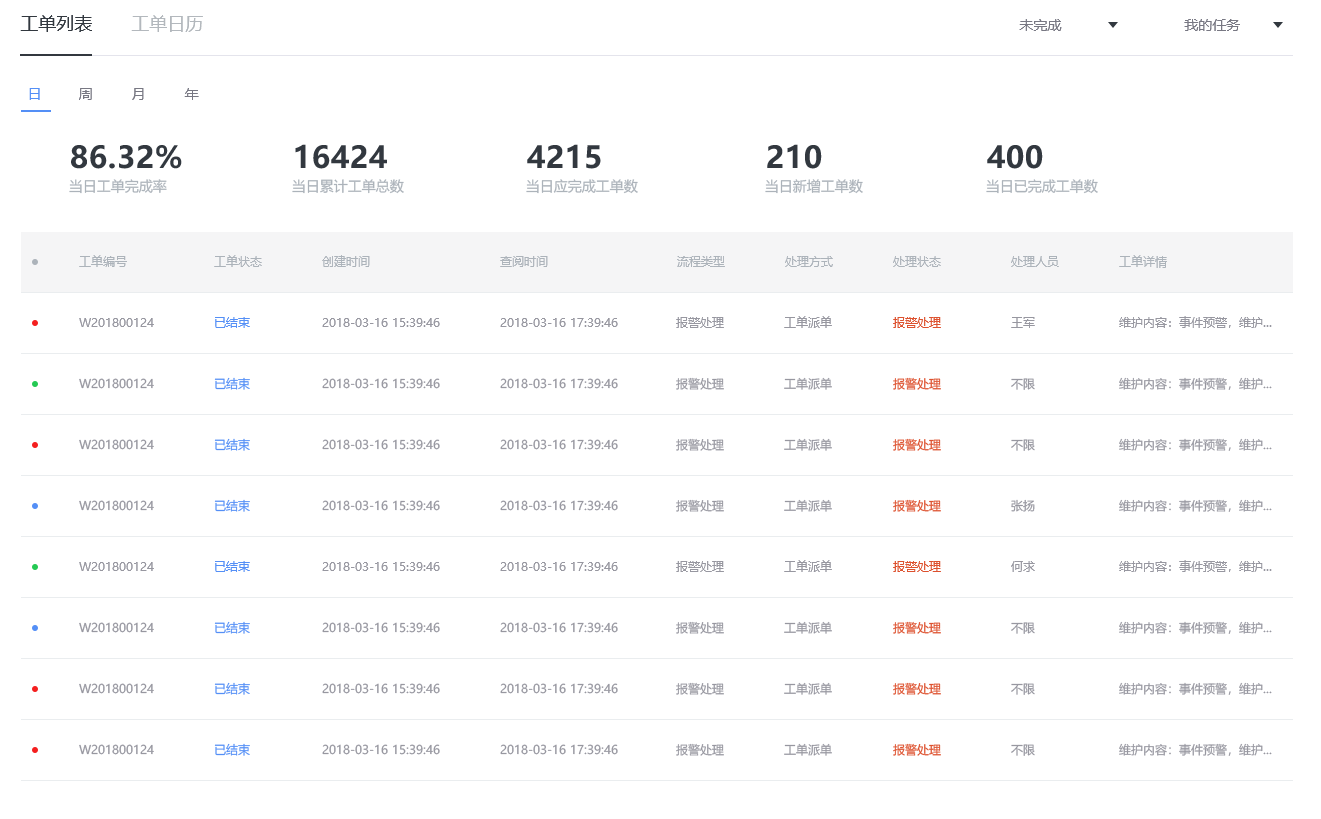 工单列表 工单日历 未完成 我的任务
日 周 月 年
86.32% 16424 4215 210 400
当日工单完成率 当日累计工单总数 当日应完成工单数 当日新增工单数 当日已完成工单数
工单编号 工单状态 创建时间 查阅时间 流程类型 处理方式 处理状态 处理人员 工单详情
W201800124 已结束 2018-03-16 15:39:46 2018-03-16 17:39:46 报警处理 工单派单 报警处理 王军 维护内容：事件预警，维护...
W201800124 已结束 2018-03-16 15:39:46 2018-03-16 17:39:46 报警处理 工单派单 报警处理 不限 维护内容：事件预警，维护...
W201800124 已结束 2018-03-16 15:39:46 2018-03-16 17:39:46 报警处理 工单派单 报警处理 不限 维护内容：事件预警，维护...
W201800124 已结束 2018-03-16 15:39:46 2018-03-16 17:39:46 报警处理 工单派单 报警处理 张扬 维护内容：事件预警，维护...
W201800124 已结束 2018-03-16 15:39:46 2018-03-16 17:39:46 报警处理 工单派单 报警处理 何求 维护内容：事件预警，维护...
W201800124 已结束 2018-03-16 15:39:46 2018-03-16 17:39:46 报警处理 工单派单 报警处理 不限 维护内容：事件预警，维护...
W201800124 已结束 2018-03-16 15:39:46 2018-03-16 17:39:46 报警处理 工单派单 报警处理 不限 维护内容：事件预警，维护...
W201800124 已结束 2018-03-16 15:39:46 2018-03-16 17:39:46 报警处理 工单派单 报警处理 不限 维护内容：事件预警，维护...